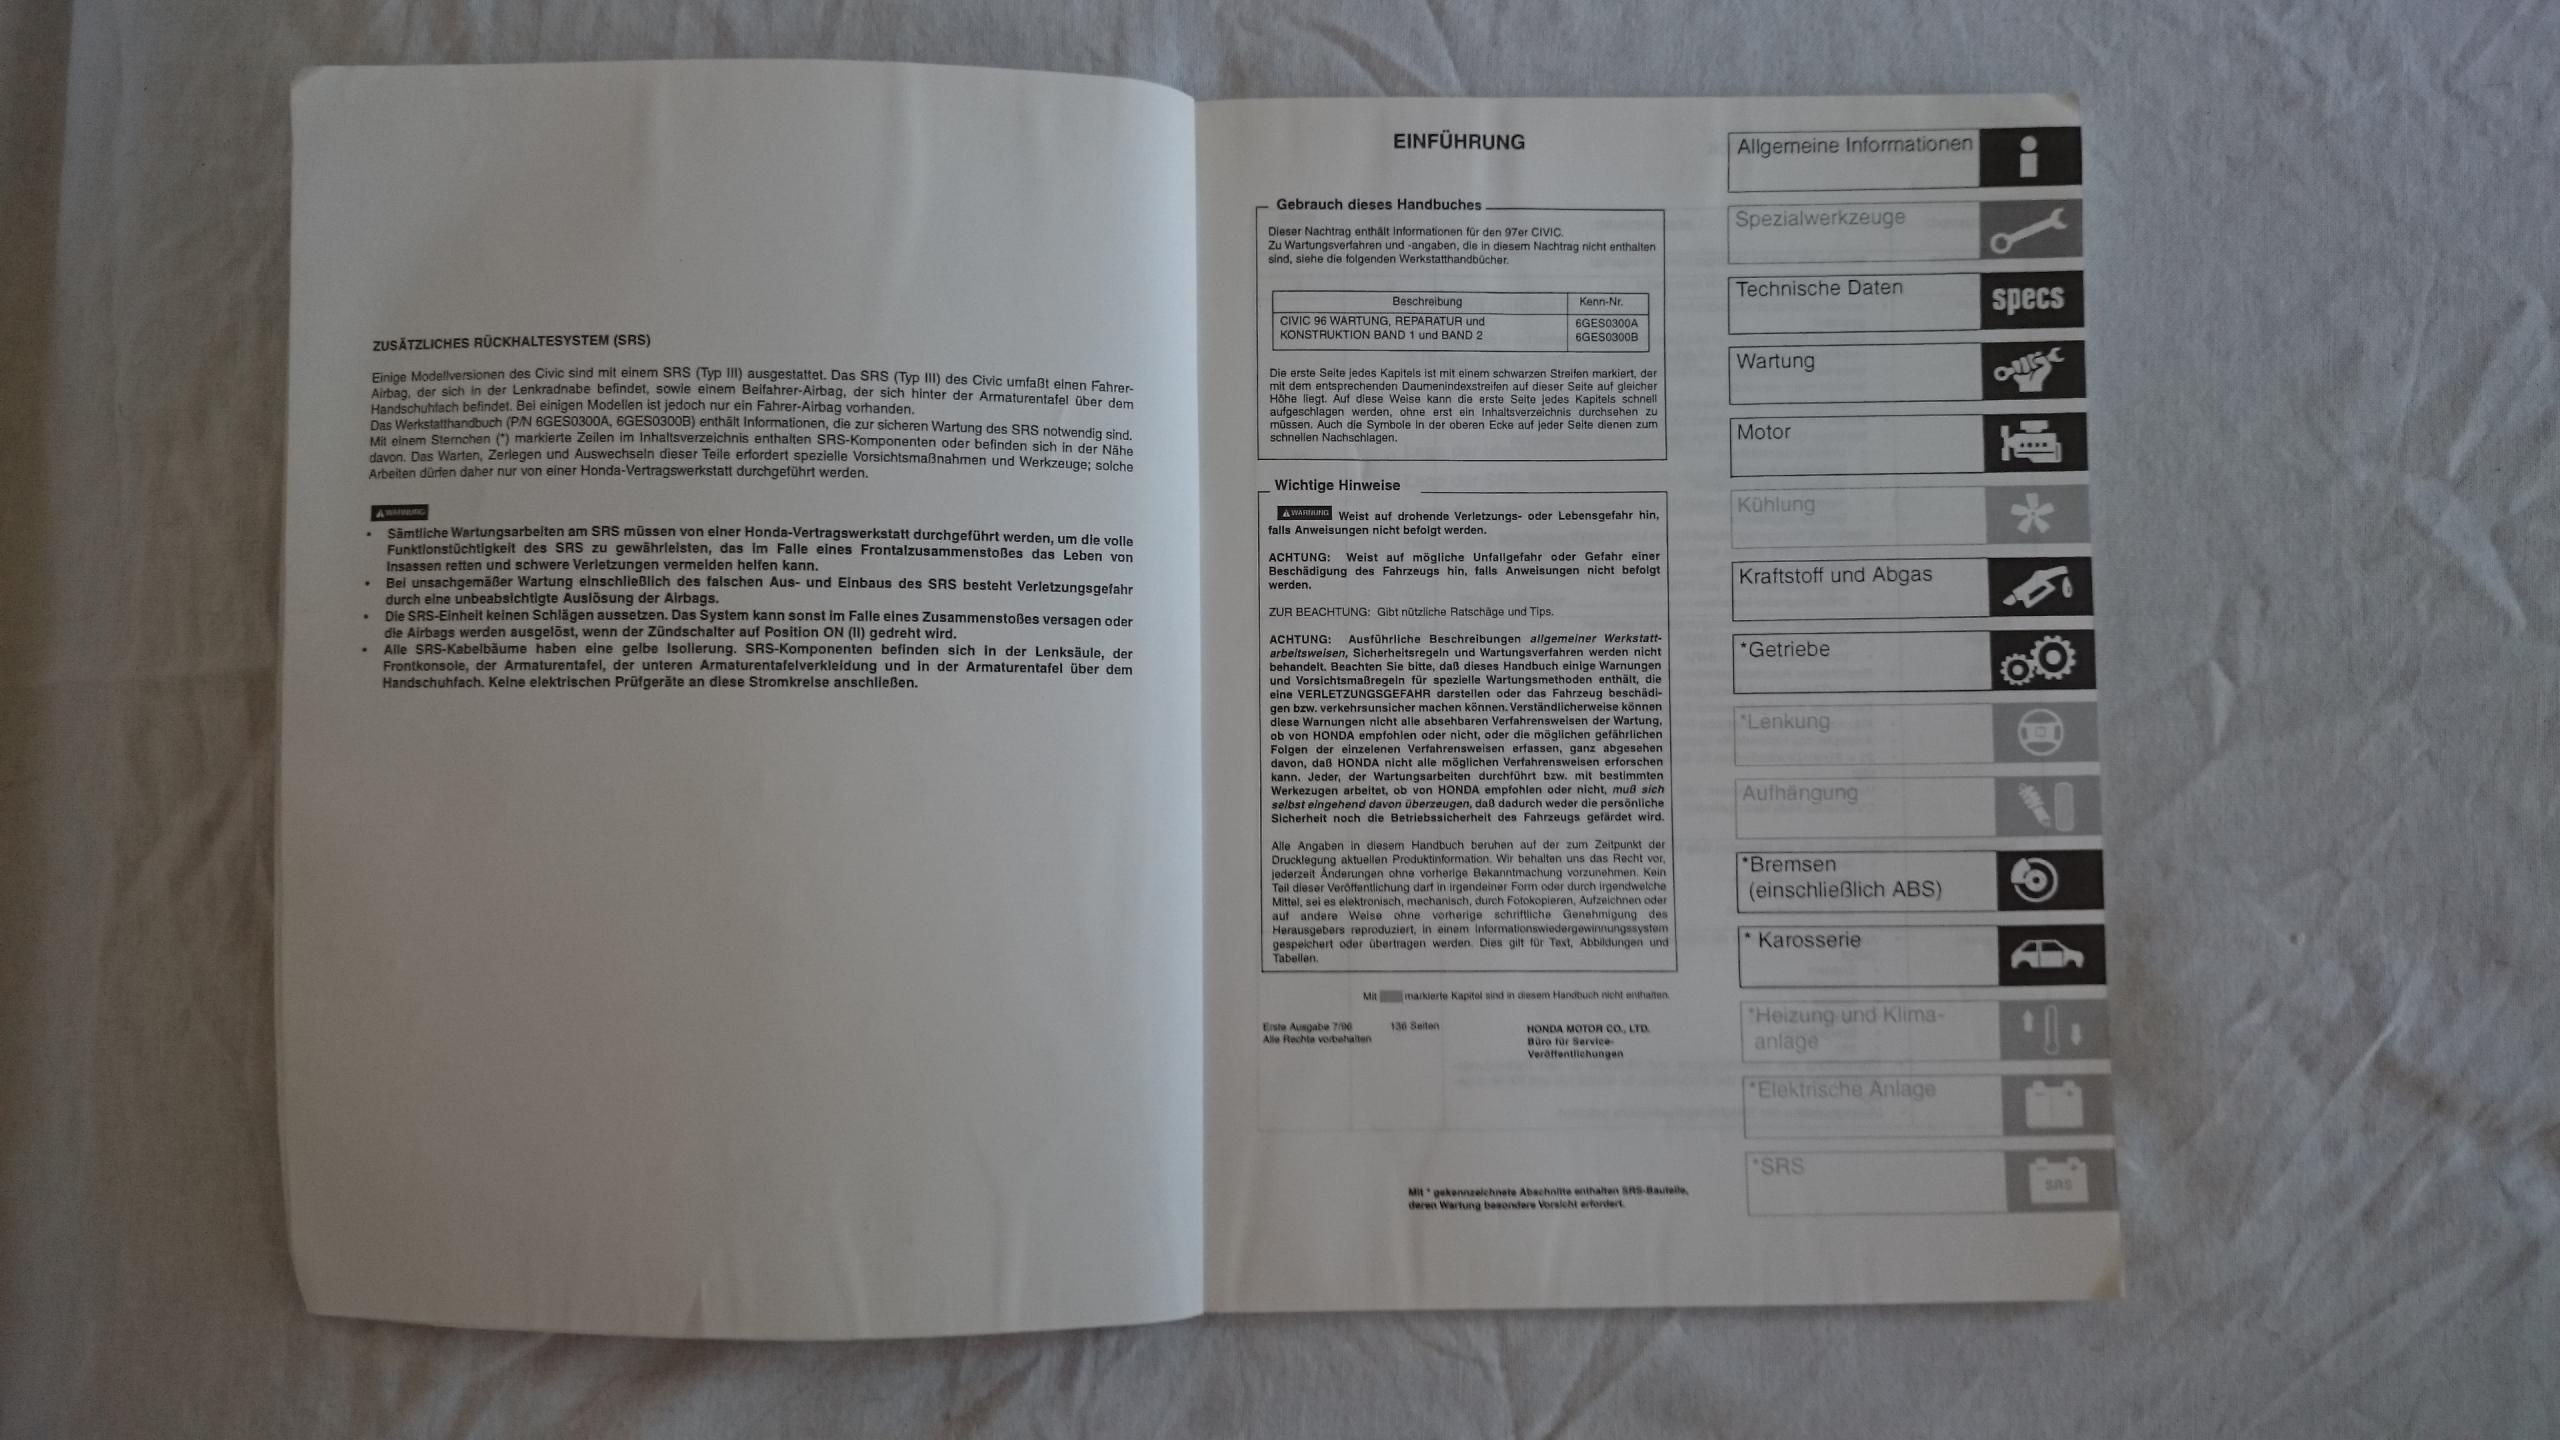 ZUSÄTZLICHES RÜCKHALTESYSTEM (SRS)
Einige Modellversionen des Civic sind mit einem SRS (Typ III) ausgestattet. Das SRS (Typ III) des Civic umfaßt einen Fahrer-
Airbag, der sich in der Lenkradnabe befindet, sowie einem Beifahrer-Airbag, der sich hinter der Armaturentafel über dem
Handschuhfach befindet. Bei einigen Modellen ist jedoch nur ein Fahrer-Airbag vorhanden.
Das Werkstatthandbuch (P/N 6GES0300A, 6GES0300B) enthält Informationen, die zur sicheren Wartung des SRS notwendig sind.
Mit einem Sternchen (*) markierte Zeilen im Inhaltsverzeichnis enthalten SRS-Komponenten oder befinden sich in der Nähe
davon. Das Warten, Zerlegen und Auswechseln dieser Teile erfordert spezielle Vorsichtsmaßnahmen und Werkzeuge; solche
Arbeiten dürfen daher nur von einer Honda-Vertragswerkstatt durchgeführt werden.
WARNUNG
• Sämtliche Wartungsarbeiten am SRS müssen von einer Honda-Vertragswerkstatt durchgeführt werden, um die volle
Funktionstüchtigkeit des SRS zu gewährleisten, das im Falle eines Frontalzusammenstoßes das Leben von
Insassen retten und schwere Verletzungen vermeiden helfen kann.
• Bei unsachgemäßer Wartung einschließlich des falschen Aus- und Einbaus des SRS besteht Verletzungsgefahr
durch eine unbeabsichtigte Auslösung der Airbags.
• Die SRS-Einheit keinen Schlägen aussetzen. Das System kann sonst im Falle eines Zusammenstoßes versagen oder
die Airbags werden ausgelöst, wenn der Zündschalter auf Position ON (II) gedreht wird.
• Alle SRS-Kabelbäume haben eine gelbe Isolierung. SRS-Komponenten befinden sich in der Lenksäule, der
Frontkonsole, der Armaturentafel, der unteren Armaturentafelverkleidung und in der Armaturentafel über dem
Handschuhfach. Keine elektrischen Prüfgeräte an diese Stromkreise anschließen.
EINFÜHRUNG
Gebrauch dieses Handbuches
Dieser Nachtrag enthält Informationen für den 97er CIVIC.
Zu Wartungsverfahren und -angaben, die in diesem Nachtrag nicht enthalten
sind, siehe die folgenden Werkstatthandbücher.
Beschreibung Kenn-Nr.
CIVIC 96 WARTUNG, REPARATUR und 6GES0300A
KONSTRUKTION BAND 1 und BAND 2 6GES0300B
Die erste Seite jedes Kapitels ist mit einem schwarzen Streifen markiert, der
mit dem entsprechenden Daumenindexstreifen auf dieser Seite auf gleicher
Höhe liegt. Auf diese Weise kann die erste Seite jedes Kapitels schnell
aufgeschlagen werden, ohne erst ein Inhaltsverzeichnis durchsehen zu
müssen. Auch die Symbole in der oberen Ecke auf jeder Seite dienen zum
schnellen Nachschlagen.
Wichtige Hinweise
WARNUNG Weist auf drohende Verletzungs- oder Lebensgefahr hin,
falls Anweisungen nicht befolgt werden.
ACHTUNG: Weist auf mögliche Unfallgefahr oder Gefahr einer
Beschädigung des Fahrzeugs hin, falls Anweisungen nicht befolgt
werden.
ZUR BEACHTUNG: Gibt nützliche Ratschäge und Tips.
ACHTUNG: Ausführliche Beschreibungen allgemeiner Werkstatt-
arbeitsweisen, Sicherheitsregeln und Wartungsverfahren werden nicht
behandelt. Beachten Sie bitte, daß dieses Handbuch einige Warnungen
und Vorsichtsmaßregeln für spezielle Wartungsmethoden enthält, die
eine VERLETZUNGSGEFAHR darstellen oder das Fahrzeug beschädi-
gen bzw. verkehrsunsicher machen können. Verständlicherweise können
diese Warnungen nicht alle absehbaren Verfahrensweisen der Wartung,
ob von HONDA empfohlen oder nicht, oder die möglichen gefährlichen
Folgen der einzelenen Verfahrensweisen erfassen, ganz abgesehen
davon, daß HONDA nicht alle möglichen Verfahrensweisen erforschen
kann. Jeder, der Wartungsarbeiten durchführt bzw. mit bestimmten
Werkezugen arbeitet, ob von HONDA empfohlen oder nicht, muß sich
selbst eingehend davon überzeugen, daß dadurch weder die persönliche
Sicherheit noch die Betriebssicherheit des Fahrzeugs gefärdet wird.
Alle Angaben in diesem Handbuch beruhen auf der zum Zeitpunkt der
Drucklegung aktuellen Produktinformation. Wir behalten uns das Recht vor,
jederzeit Änderungen ohne vorherige Bekanntmachung vorzunehmen. Kein
Teil dieser Veröffentlichung darf in irgendeiner Form oder durch irgendwelche
Mittel, sei es elektronisch, mechanisch, durch Fotokopieren, Aufzeichnen oder
auf andere Weise ohne vorherige schriftliche Genehmigung des
Herausgebers reproduziert, in einem Informationswiedergewinnungssystem
gespeichert oder übertragen werden. Dies gilt für Text, Abbildungen und
Tabellen.
Mit markierte Kapitel sind in diesem Handbuch nicht enthalten.
Erste Ausgabe 7/96 136 Seiten
Alle Rechte vorbehalten
HONDA MOTOR CO., LTD.
Büro für Service-
Veröffentlichungen
Mit * gekennzeichnete Abschnitte enthalten SRS-Bauteile,
deren Wartung besondere Vorsicht erfordert.
Allgemeine Informationen
Spezialwerkzeuge
Technische Daten specs
Wartung
Motor
Kühlung
Kraftstoff und Abgas
*Getriebe
*Lenkung
Aufhängung
*Bremsen
(einschließlich ABS)
* Karosserie
*Heizung und Klima-
anlage
*Elektrische Anlage
*SRS SRS